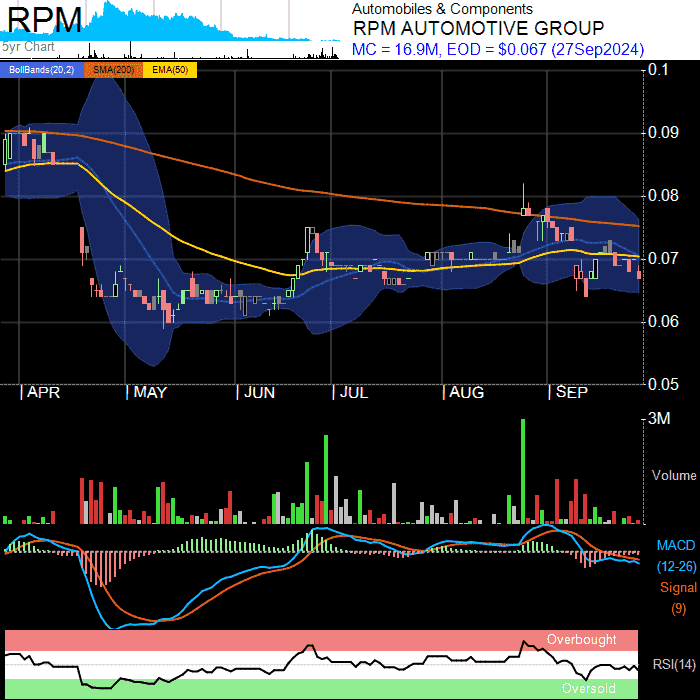 RPM
5yr Chart
Automobiles & Components
RPM AUTOMOTIVE GROUP
MC = 16.9M, EOD = $0.067 (27Sep2024)
BollBands(20,2) SMA(200) EMA(50)
0.1
0.09
0.08
0.07
0.06
0.05
APR MAY JUN JUL AUG SEP
3M
Volume
MACD
(12-26)
Signal
(9)
Overbought
RSI(14)
Oversold